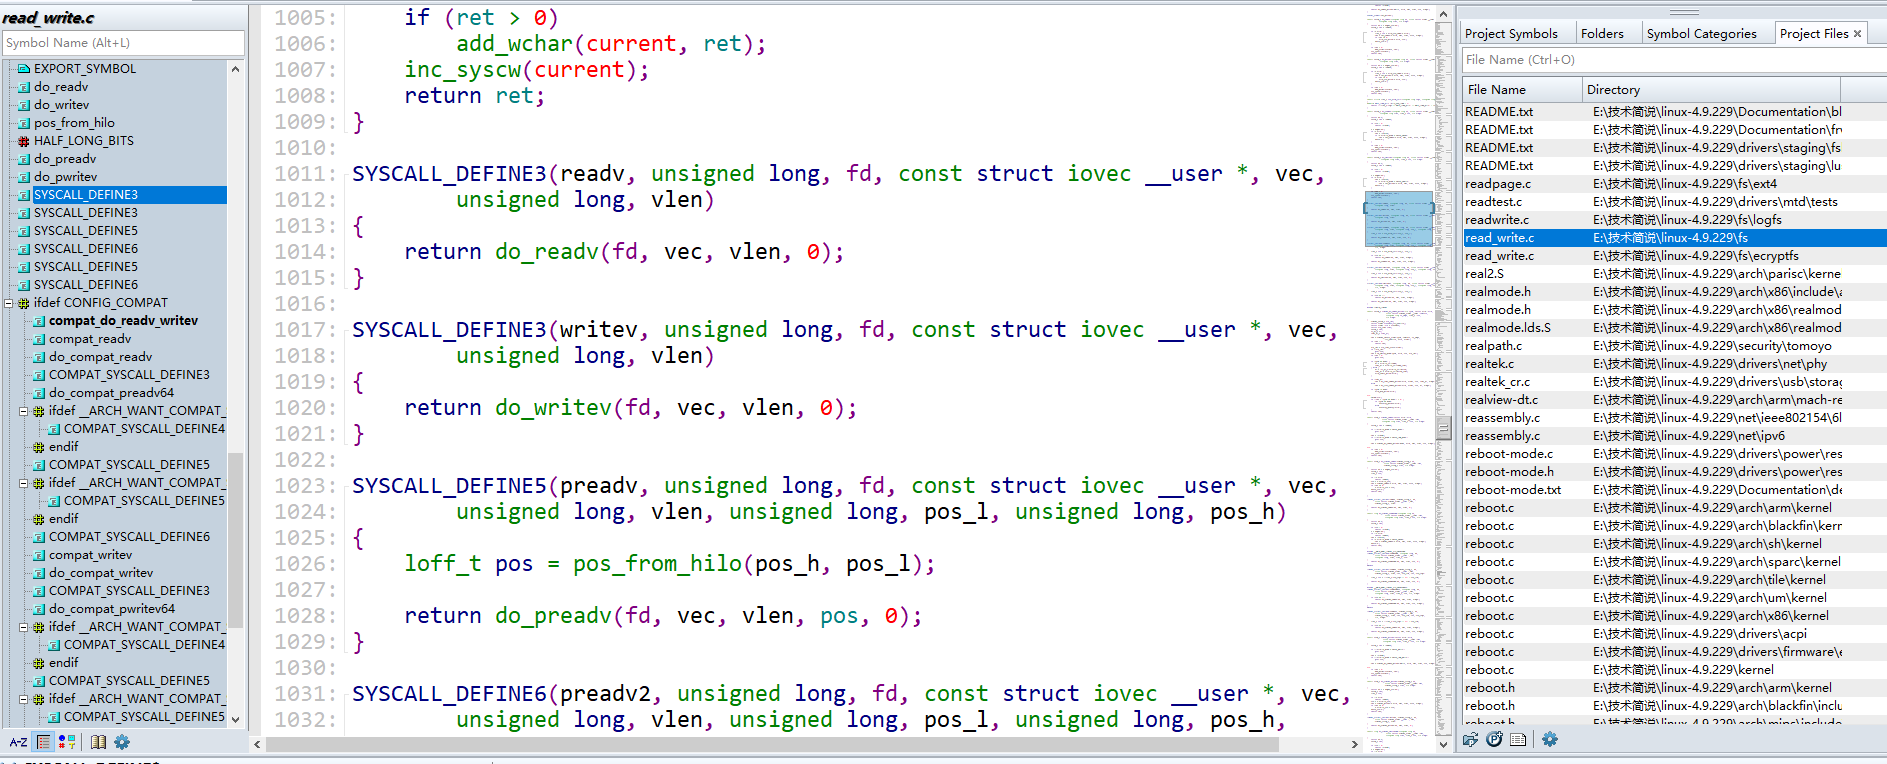 read_write.c
Symbol Name (Alt+L)
EXPORT_SYMBOL
do_readv
do_writev
pos_from_hilo
HALF_LONG_BITS
do_preadv
do_pwritev
SYSCALL_DEFINE3
SYSCALL_DEFINE3
SYSCALL_DEFINE5
SYSCALL_DEFINE6
SYSCALL_DEFINE5
SYSCALL_DEFINE6
ifdef CONFIG_COMPAT
compat_do_readv_writev
compat_readv
do_compat_readv
COMPAT_SYSCALL_DEFINE3
do_compat_preadv64
ifdef __ARCH_WANT_COMPAT_
COMPAT_SYSCALL_DEFINE4
endif
COMPAT_SYSCALL_DEFINE5
ifdef __ARCH_WANT_COMPAT_
COMPAT_SYSCALL_DEFINE5
endif
COMPAT_SYSCALL_DEFINE6
compat_writev
do_compat_writev
COMPAT_SYSCALL_DEFINE3
do_compat_pwritev64
ifdef __ARCH_WANT_COMPAT_
COMPAT_SYSCALL_DEFINE4
endif
COMPAT_SYSCALL_DEFINE5
ifdef __ARCH_WANT_COMPAT_
COMPAT_SYSCALL_DEFINE5
A-Z
1005: if (ret > 0)
1006: add_wchar(current, ret);
1007: inc_syscw(current);
1008: return ret;
1009: }
1010:
1011: SYSCALL_DEFINE3(readv, unsigned long, fd, const struct iovec __user *, vec,
1012: unsigned long, vlen)
1013: {
1014: return do_readv(fd, vec, vlen, 0);
1015: }
1016:
1017: SYSCALL_DEFINE3(writev, unsigned long, fd, const struct iovec __user *, vec,
1018: unsigned long, vlen)
1019: {
1020: return do_writev(fd, vec, vlen, 0);
1021: }
1022:
1023: SYSCALL_DEFINE5(preadv, unsigned long, fd, const struct iovec __user *, vec,
1024: unsigned long, vlen, unsigned long, pos_l, unsigned long, pos_h)
1025: {
1026: loff_t pos = pos_from_hilo(pos_h, pos_l);
1027:
1028: return do_preadv(fd, vec, vlen, pos, 0);
1029: }
1030:
1031: SYSCALL_DEFINE6(preadv2, unsigned long, fd, const struct iovec __user *, vec,
1032: unsigned long, vlen, unsigned long, pos_l, unsigned long, pos_h,
Project Symbols Folders Symbol Categories Project Files
File Name (Ctrl+O)
File Name Directory
README.txt E:\技术简说\linux-4.9.229\Documentation\bl
README.txt E:\技术简说\linux-4.9.229\Documentation\frv
README.txt E:\技术简说\linux-4.9.229\drivers\staging\fs
README.txt E:\技术简说\linux-4.9.229\drivers\staging\lu
readpage.c E:\技术简说\linux-4.9.229\fs\ext4
readtest.c E:\技术简说\linux-4.9.229\drivers\mtd\tests
readwrite.c E:\技术简说\linux-4.9.229\fs\logfs
read_write.c E:\技术简说\linux-4.9.229\fs
read_write.c E:\技术简说\linux-4.9.229\fs\ecryptfs
real2.S E:\技术简说\linux-4.9.229\arch\parisc\kerne
realmode.h E:\技术简说\linux-4.9.229\arch\x86\include\a
realmode.h E:\技术简说\linux-4.9.229\arch\x86\realmod
realmode.lds.S E:\技术简说\linux-4.9.229\arch\x86\realmod
realpath.c E:\技术简说\linux-4.9.229\security\tomoyo
realtek.c E:\技术简说\linux-4.9.229\drivers\net\phy
realtek_cr.c E:\技术简说\linux-4.9.229\drivers\usb\storag
realview-dt.c E:\技术简说\linux-4.9.229\arch\arm\mach-re
reassembly.c E:\技术简说\linux-4.9.229\net\ieee802154\6l
reassembly.c E:\技术简说\linux-4.9.229\net\ipv6
reboot-mode.c E:\技术简说\linux-4.9.229\drivers\power\res
reboot-mode.h E:\技术简说\linux-4.9.229\drivers\power\res
reboot-mode.txt E:\技术简说\linux-4.9.229\Documentation\de
reboot.c E:\技术简说\linux-4.9.229\arch\arm\kernel
reboot.c E:\技术简说\linux-4.9.229\arch\blackfin\kerr
reboot.c E:\技术简说\linux-4.9.229\arch\sh\kernel
reboot.c E:\技术简说\linux-4.9.229\arch\sparc\kernel
reboot.c E:\技术简说\linux-4.9.229\arch\tile\kernel
reboot.c E:\技术简说\linux-4.9.229\arch\um\kernel
reboot.c E:\技术简说\linux-4.9.229\arch\x86\kernel
reboot.c E:\技术简说\linux-4.9.229\drivers\acpi
reboot.c E:\技术简说\linux-4.9.229\drivers\firmware\e
reboot.c E:\技术简说\linux-4.9.229\kernel
reboot.h E:\技术简说\linux-4.9.229\arch\arm\kernel
reboot.h E:\技术简说\linux-4.9.229\arch\blackfin\inclu
reboot.h E:\技术简说\linux-4.9.229\arch\mips\include